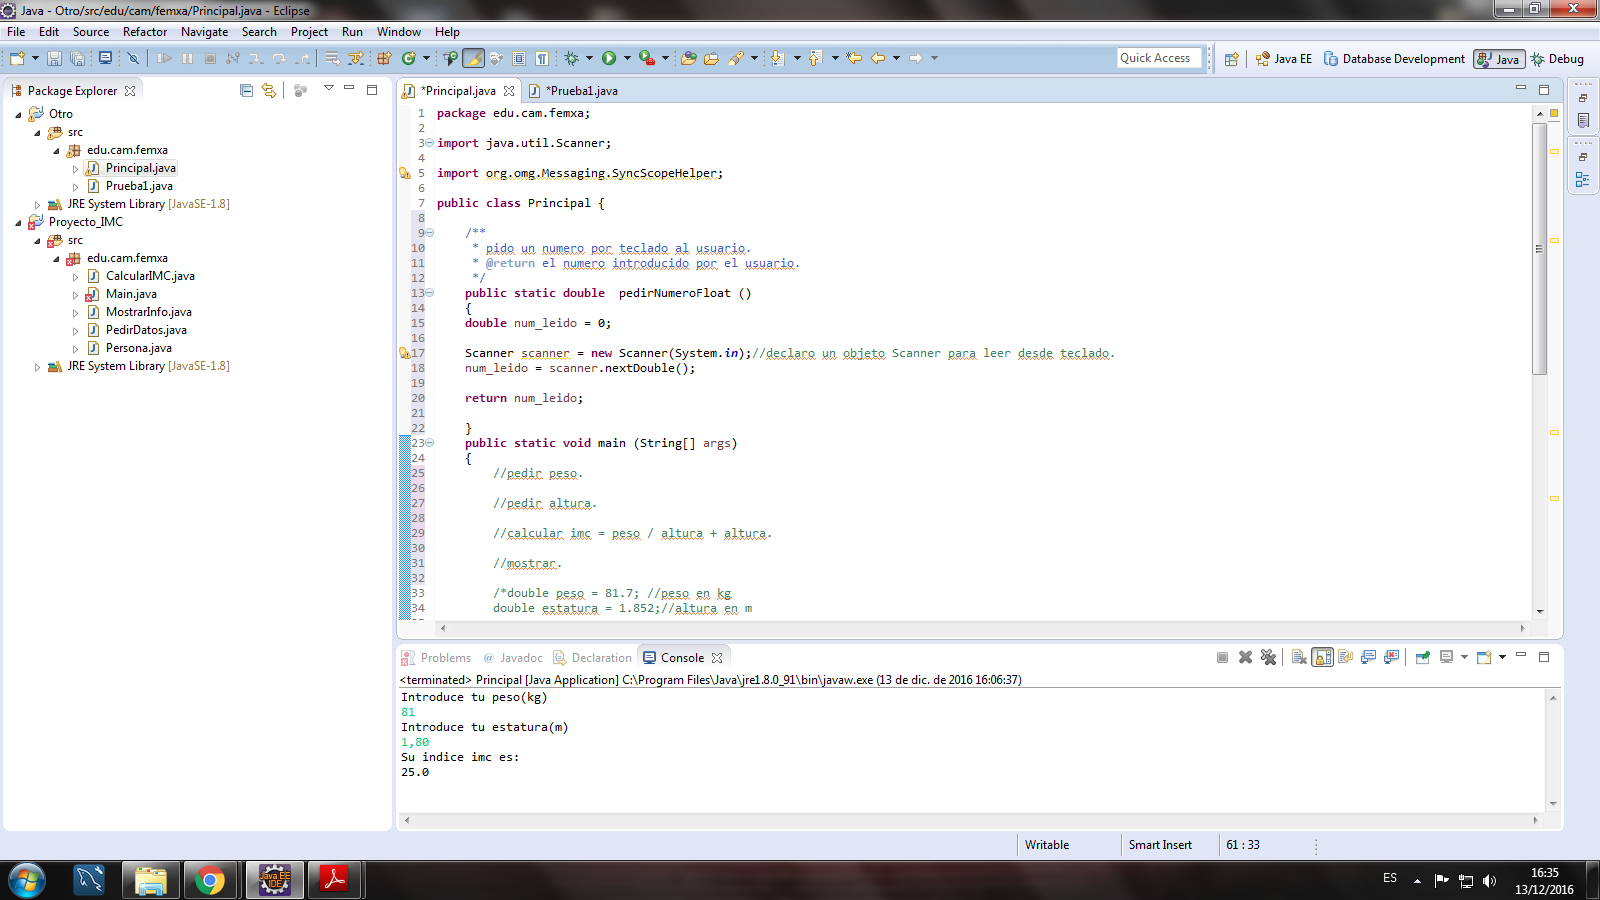 Java - Otro/src/edu/cam/femxa/Principal.java - Eclipse
File Edit Source Refactor Navigate Search Project Run Window Help
Quick Access
Java EE
Database Development
Java
Debug
Package Explorer
Otro
src
edu.cam.femxa
Principal.java
Prueba1.java
JRE System Library [JavaSE-1.8]
Proyecto_IMC
src
edu.cam.femxa
CalcularIMC.java
Main.java
MostrarInfo.java
PedirDatos.java
Persona.java
JRE System Library [JavaSE-1.8]
*Principal.java
*Prueba1.java
1 package edu.cam.femxa;
2
3 import java.util.Scanner;
4
5 import org.omg.Messaging.SyncScopeHelper;
6
7 public class Principal {
8
9 /**
10 * pido un numero por teclado al usuario.
11 * @return el numero introducido por el usuario.
12 */
13 public static double  pedirNumeroFloat ()
14 {
15 double num_leido = 0;
16
17 Scanner scanner = new Scanner(System.in);//declaro un objeto Scanner para leer desde teclado.
18 num_leido = scanner.nextDouble();
19
20 return num_leido;
21
22 }
23 public static void main (String[] args)
24 {
25 //pedir peso.
26
27 //pedir altura.
28
29 //calcular imc = peso / altura + altura.
30
31 //mostrar.
32
33 /*double peso = 81.7; //peso en kg
34 double estatura = 1.852;//altura en m
Problems
@ Javadoc
Declaration
Console
<terminated> Principal [Java Application] C:\Program Files\Java\jre1.8.0_91\bin\javaw.exe (13 de dic. de 2016 16:06:37)
Introduce tu peso(kg)
81
Introduce tu estatura(m)
1,80
Su indice imc es:
25.0
Writable
Smart Insert
61 : 33
Java EE
IDE
ES
16:35
13/12/2016